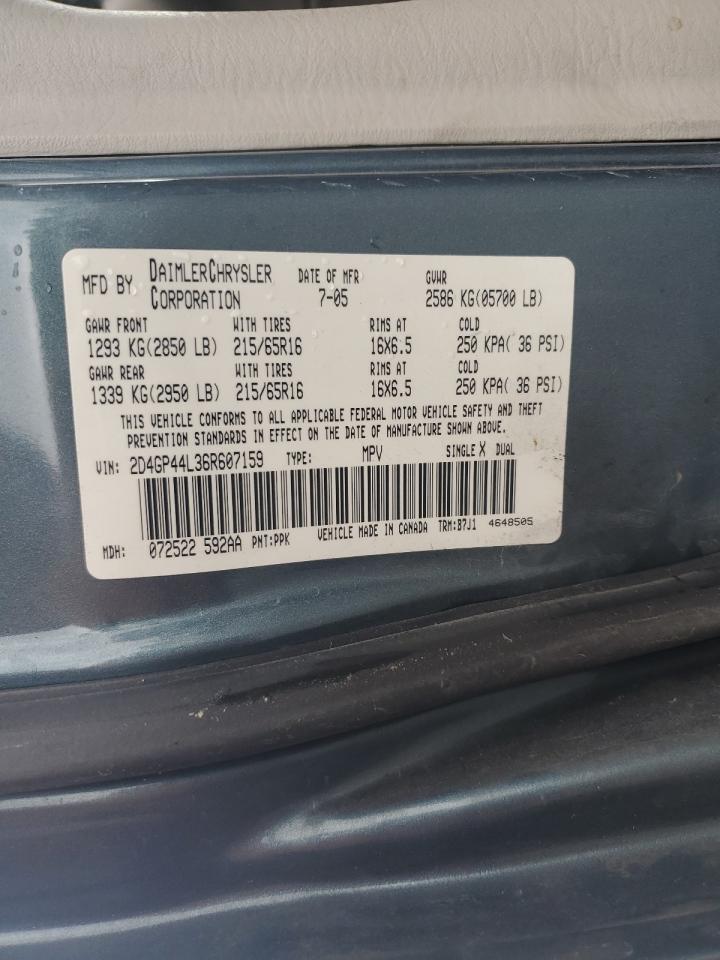 MFD BY DAIMLERCHRYSLER CORPORATION DATE OF MFR 7-05 GVWR 2586 KG(05700 LB)
GAWR FRONT WITH TIRES RIMS AT COLD
1293 KG(2850 LB) 215/65R16 16X6.5 250 KPA( 36 PSI)
GAWR REAR WITH TIRES RIMS AT COLD
1339 KG(2950 LB) 215/65R16 16X6.5 250 KPA( 36 PSI)
THIS VEHICLE CONFORMS TO ALL APPLICABLE FEDERAL MOTOR VEHICLE SAFETY AND THEFT
PREVENTION STANDARDS IN EFFECT ON THE DATE OF MANUFACTURE SHOWN ABOVE.
VIN: 2D4GP44L36R607159 TYPE: MPV SINGLE X DUAL
MDH: 072522 592AA PNT:PPK VEHICLE MADE IN CANADA TRM:B7J1 4648505